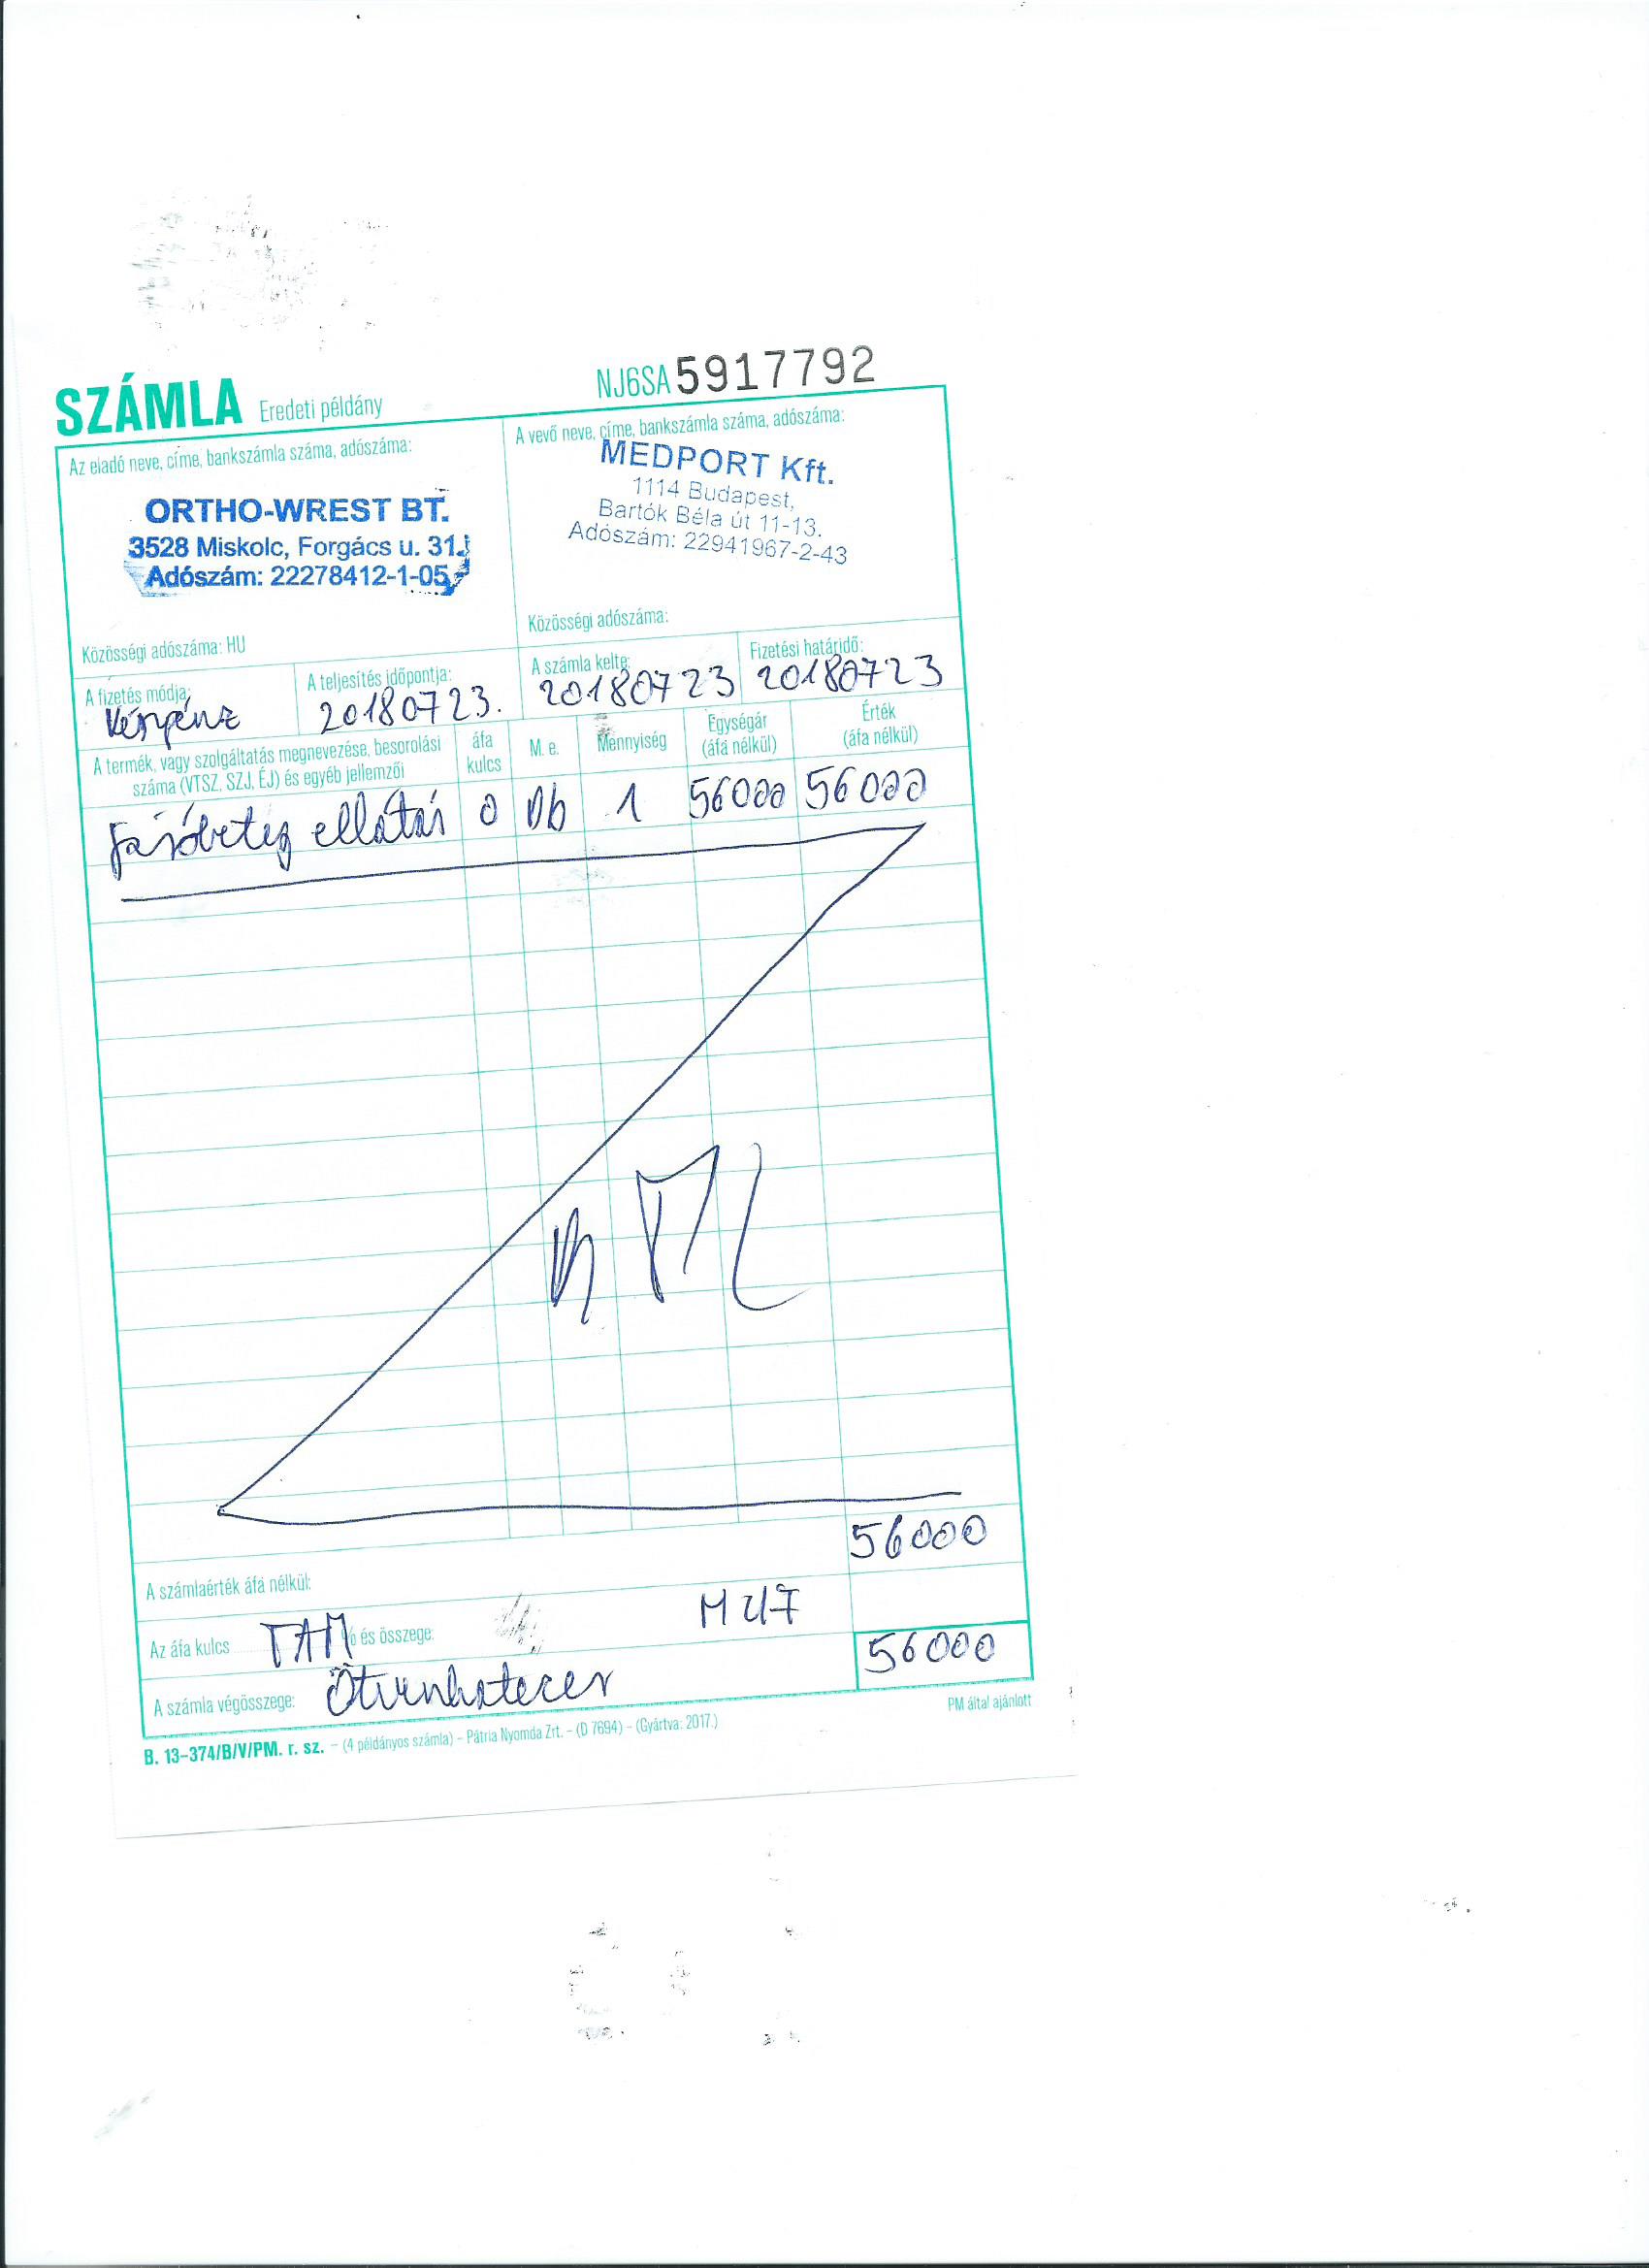 SZÁMLA Eredeti példány NJ6SA 5917792
Az eladó neve, címe, bankszámla száma, adószáma:
ORTHO-WREST BT.
3528 Miskolc, Forgács u. 31.
Adószám: 22278412-1-05
Közösségi adószáma: HU
A vevő neve, címe, bankszámla száma, adószáma:
MEDPORT Kft.
1114 Budapest,
Bartók Béla út 11-13.
Adószám: 22941967-2-43
Közösségi adószáma:
A fizetés módja:
Készpénz
A teljesítés időpontja:
20180723.
A számla kelte:
20180723
Fizetési határidő:
20180723
A termék, vagy szolgáltatás megnevezése, besorolási
száma (VTSZ, SZJ, ÉJ) és egyéb jellemzői
áfa
kulcs
M. e.
Mennyiség
Egységár
(áfa nélkül)
Érték
(áfa nélkül)
Járóbeteg ellátás 0 Db 1 56000 56000
A számlaérték áfa nélkül: 56000
Az áfa kulcs TAM % és összege:
A számla végösszege: Ötvenhatezer 56000
PM által ajánlott
B. 13-374/B/V/PM. r. sz. – (4 példányos számla) – Pátria Nyomda Zrt. – (D 7694) – (Gyártva: 2017.)